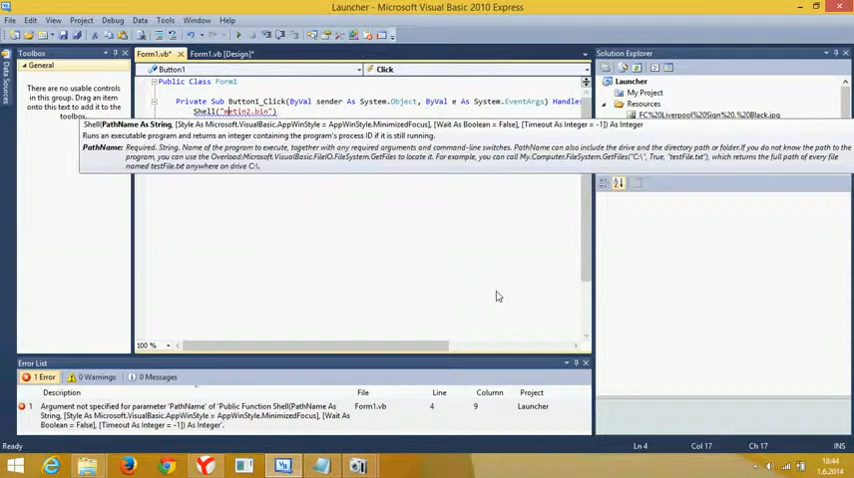 Launcher - Microsoft Visual Basic 2010 Express
File Edit View Project Debug Data Tools Window Help
Toolbox
Form1.vb* Form1.vb [Design]*
Solution Explorer
General
Button1 Click
Data Sources
There are no usable controls
in this group. Drag an item
onto this text to add it to the
toolbox.
Public Class Form1
Private Sub Button1_Click(ByVal sender As System.Object, ByVal e As System.EventArgs) Handles
Shell("metin2.bin")
Launcher
My Project
Resources
FC%20Liverpool%20Sign%20.%20Black.jpg
Shell(PathName As String, [Style As Microsoft.VisualBasic.AppWinStyle = AppWinStyle.MinimizedFocus], [Wait As Boolean = False], [Timeout As Integer = -1]) As Integer
Runs an executable program and returns an integer containing the program's process ID if it is still running.
PathName: Required. String. Name of the program to execute, together with any required arguments and command-line switches. PathName can also include the drive and the directory path or folder.If you do not know the path to the
program, you can use the Overload:Microsoft.VisualBasic.FileIO.FileSystem.GetFiles to locate it. For example, you can call My.Computer.FileSystem.GetFiles("C:\", True, "testFile.txt"), which returns the full path of every file
named testFile.txt anywhere on drive C:\.
100 %
Error List
1 Error 0 Warnings 0 Messages
Description File Line Column Project
1 Argument not specified for parameter 'PathName' of 'Public Function Shell(PathName As Form1.vb 4 9 Launcher
String, [Style As Microsoft.VisualBasic.AppWinStyle = AppWinStyle.MinimizedFocus], [Wait
As Boolean = False], [Timeout As Integer = -1]) As Integer'.
Ready Ln 4 Col 17 Ch 17 INS
18:44
1.6.2014